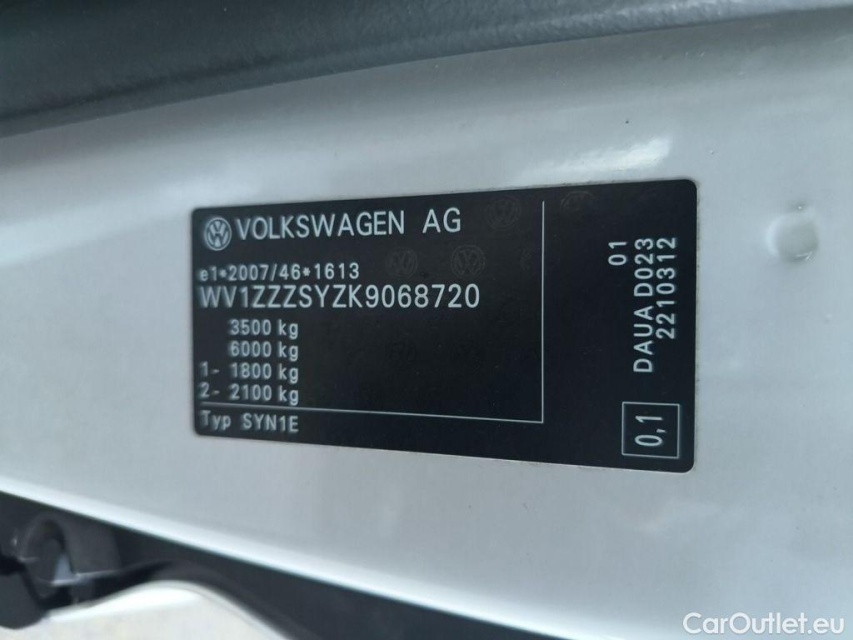 VOLKSWAGEN AG
e1*2007/46*1613
WV1ZZZSYZK9068720
3500 kg
6000 kg
1- 1800 kg
2- 2100 kg
Typ SYN1E
01
DAUA D023
2210312
0,1
CarOutlet.eu